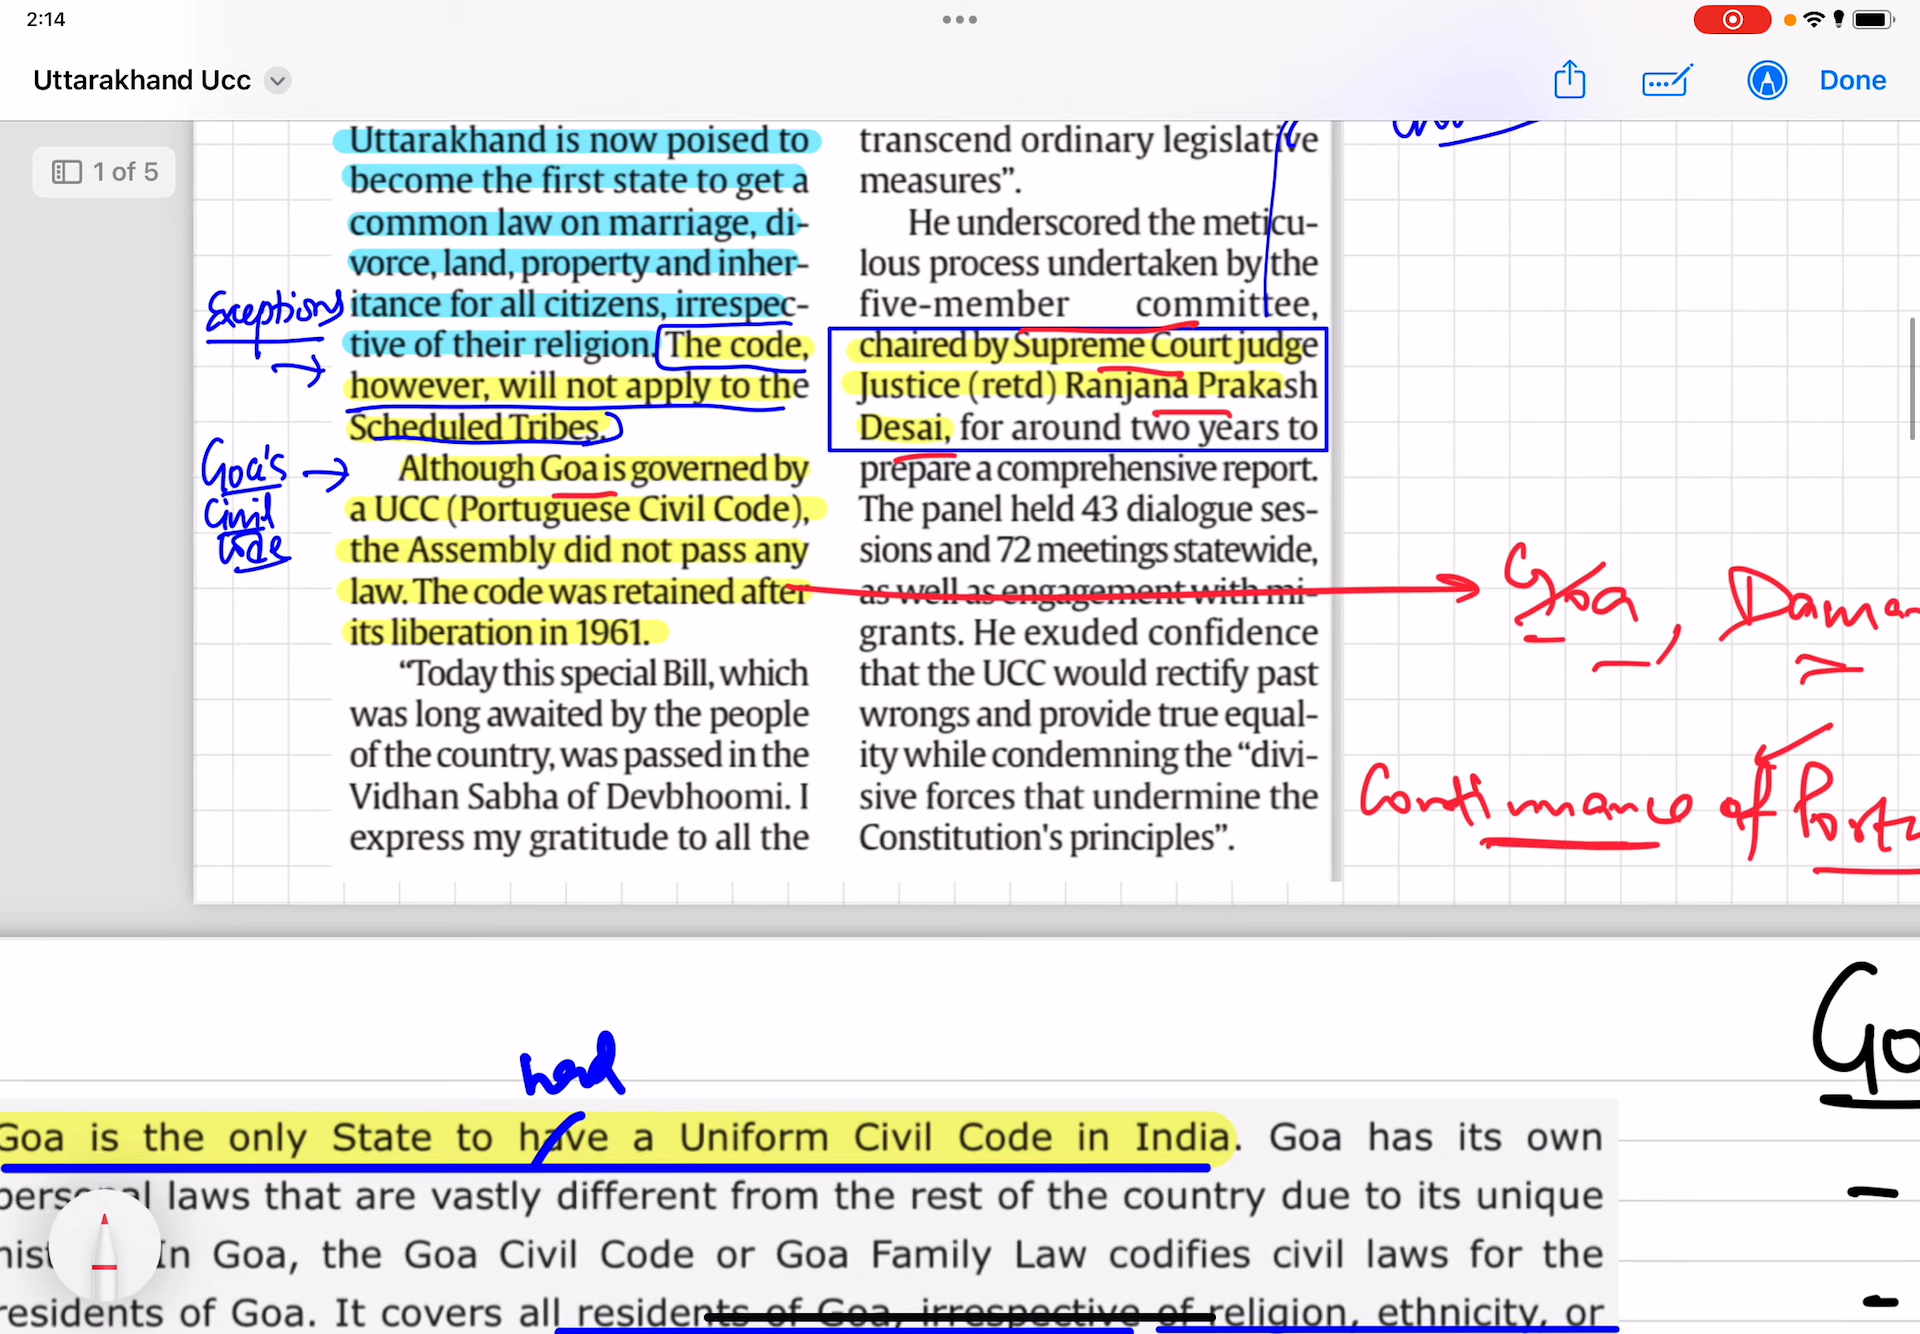 2:14
Uttarakhand Ucc
Done
1 of 5
Uttarakhand is now poised to
become the first state to get a
common law on marriage, di-
vorce, land, property and inher-
itance for all citizens, irrespec-
tive of their religion. The code,
however, will not apply to the
Scheduled Tribes.
Although Goa is governed by
a UCC (Portuguese Civil Code),
the Assembly did not pass any
law. The code was retained after
its liberation in 1961.
“Today this special Bill, which
was long awaited by the people
of the country, was passed in the
Vidhan Sabha of Devbhoomi. I
express my gratitude to all the
Exceptions
Goa's
Civil
Code
transcend ordinary legislative
measures”.
He underscored the meticu-
lous process undertaken by the
five-member committee,
chaired by Supreme Court judge
Justice (retd) Ranjana Prakash
Desai, for around two years to
prepare a comprehensive report.
The panel held 43 dialogue ses-
sions and 72 meetings statewide,
as well as engagement with mi-
grants. He exuded confidence
that the UCC would rectify past
wrongs and provide true equal-
ity while condemning the “divi-
sive forces that undermine the
Constitution's principles”.
Goa, Daman
Continuance of Port
Go
had
Goa is the only State to have a Uniform Civil Code in India. Goa has its own
personal laws that are vastly different from the rest of the country due to its unique
In Goa, the Goa Civil Code or Goa Family Law codifies civil laws for the
residents of Goa. It covers all residents of Goa, irrespective of religion, ethnicity, or